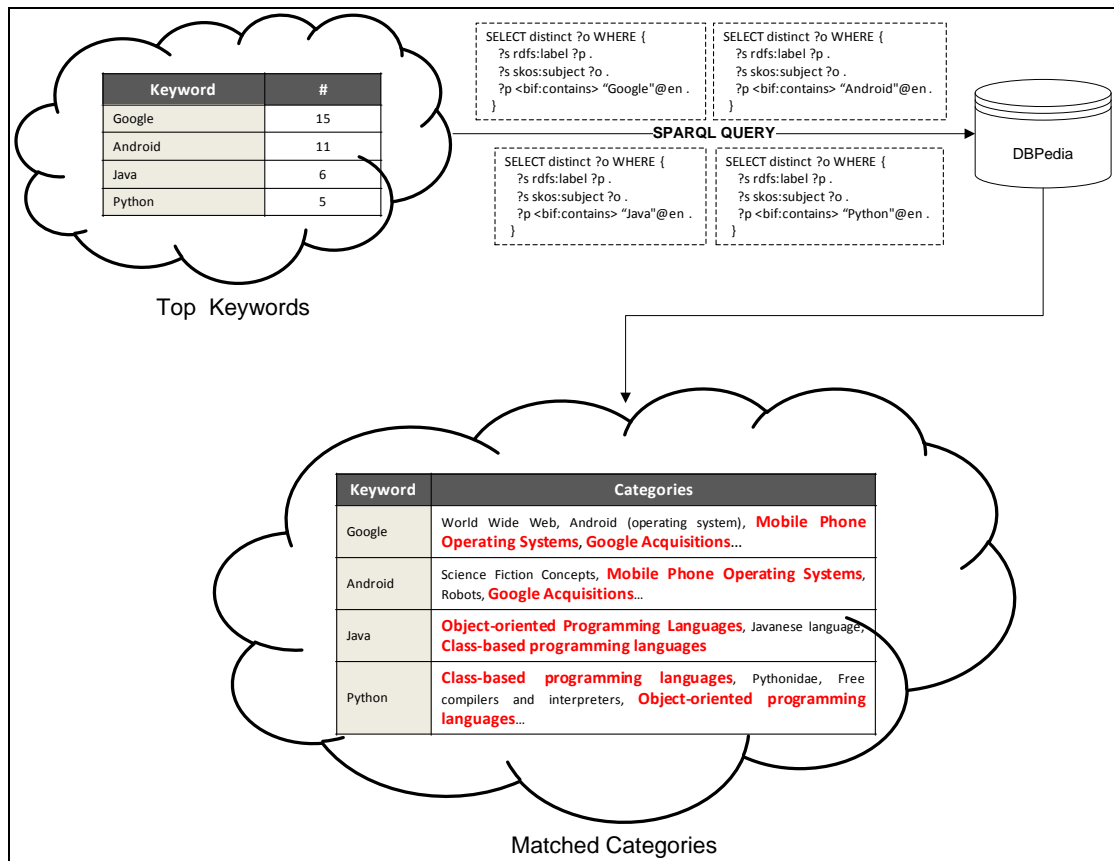 Keyword #
Google 15
Android 11
Java 6
Python 5
Top Keywords
SELECT distinct ?o WHERE {
?s rdfs:label ?p .
?s skos:subject ?o .
?p <bif:contains> “Google"@en .
}
SELECT distinct ?o WHERE {
?s rdfs:label ?p .
?s skos:subject ?o .
?p <bif:contains> “Android"@en .
}
SPARQL QUERY
SELECT distinct ?o WHERE {
?s rdfs:label ?p .
?s skos:subject ?o .
?p <bif:contains> “Java"@en .
}
SELECT distinct ?o WHERE {
?s rdfs:label ?p .
?s skos:subject ?o .
?p <bif:contains> “Python"@en .
}
DBPedia
Keyword Categories
Google
World Wide Web, Android (operating system), Mobile Phone
Operating Systems, Google Acquisitions...
Android
Science Fiction Concepts, Mobile Phone Operating Systems,
Robots, Google Acquisitions...
Java
Object-oriented Programming Languages, Javanese language,
Class-based programming languages
Python
Class-based programming languages, Pythonidae, Free
compilers and interpreters, Object-oriented programming
languages...
Matched Categories